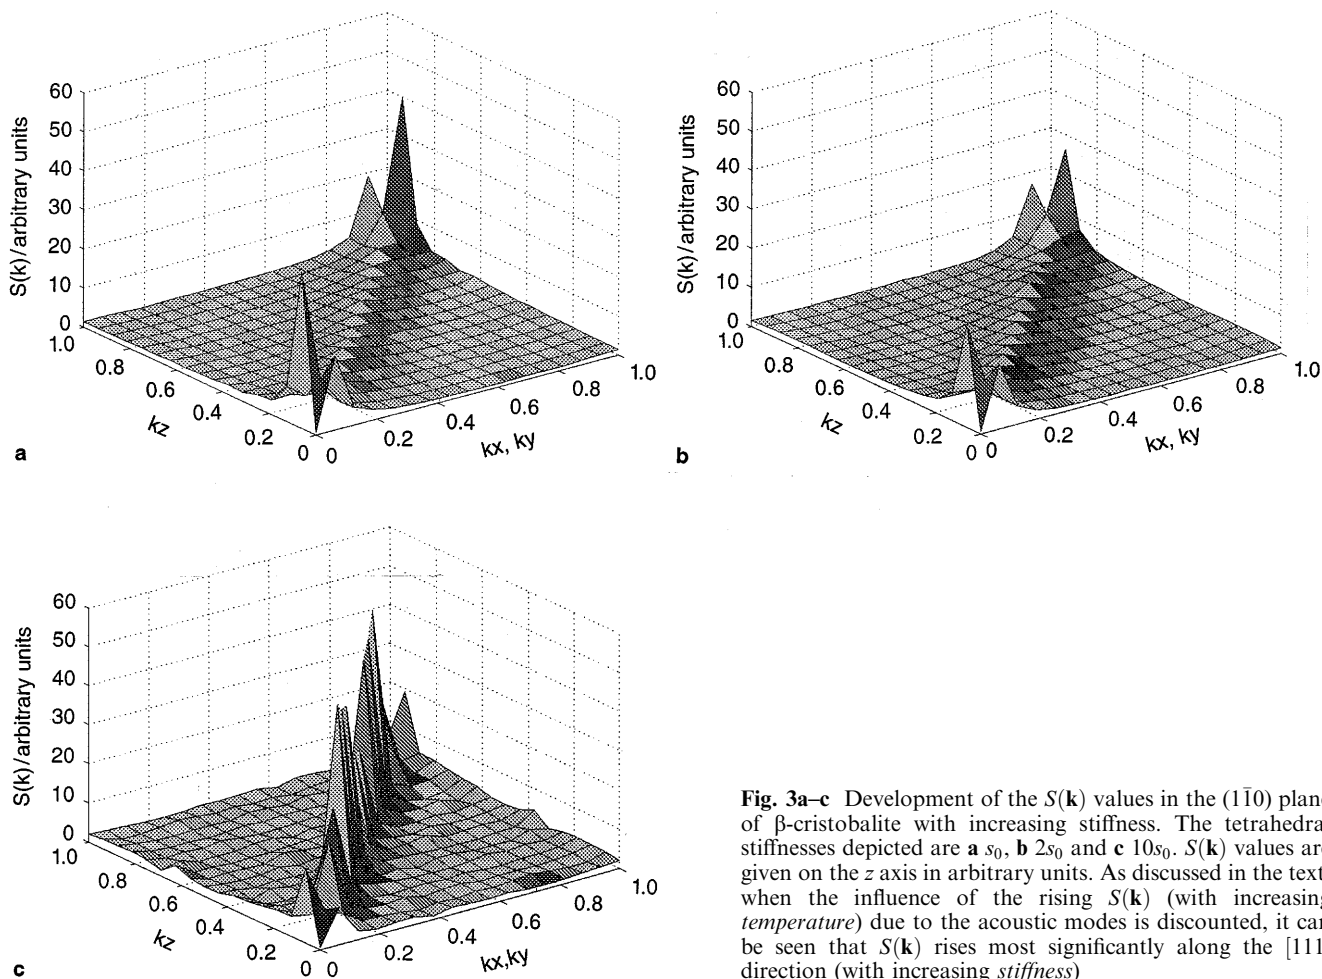 60
50
40
30
20
10
0
S(k)/arbitrary units
1.0
0.8
0.6
0.4
0.2
0
kz
0
0.2
0.4
0.6
0.8
1.0
kx, ky
a
60
50
40
30
20
10
0
S(k)/arbitrary units
1.0
0.8
0.6
0.4
0.2
0
kz
0
0.2
0.4
0.6
0.8
1.0
kx, ky
b
60
50
40
30
20
10
0
S(k)/arbitrary units
1.0
0.8
0.6
0.4
0.2
0
kz
0
0.2
0.4
0.6
0.8
1.0
kx,ky
c
Fig. 3a–c Development of the S(k) values in the (11̄0) plane
of β-cristobalite with increasing stiffness. The tetrahedra
stiffnesses depicted are a s₀, b 2s₀ and c 10s₀. S(k) values are
given on the z axis in arbitrary units. As discussed in the text
when the influence of the rising S(k) (with increasing
temperature) due to the acoustic modes is discounted, it can
be seen that S(k) rises most significantly along the [111
direction (with increasing stiffness)